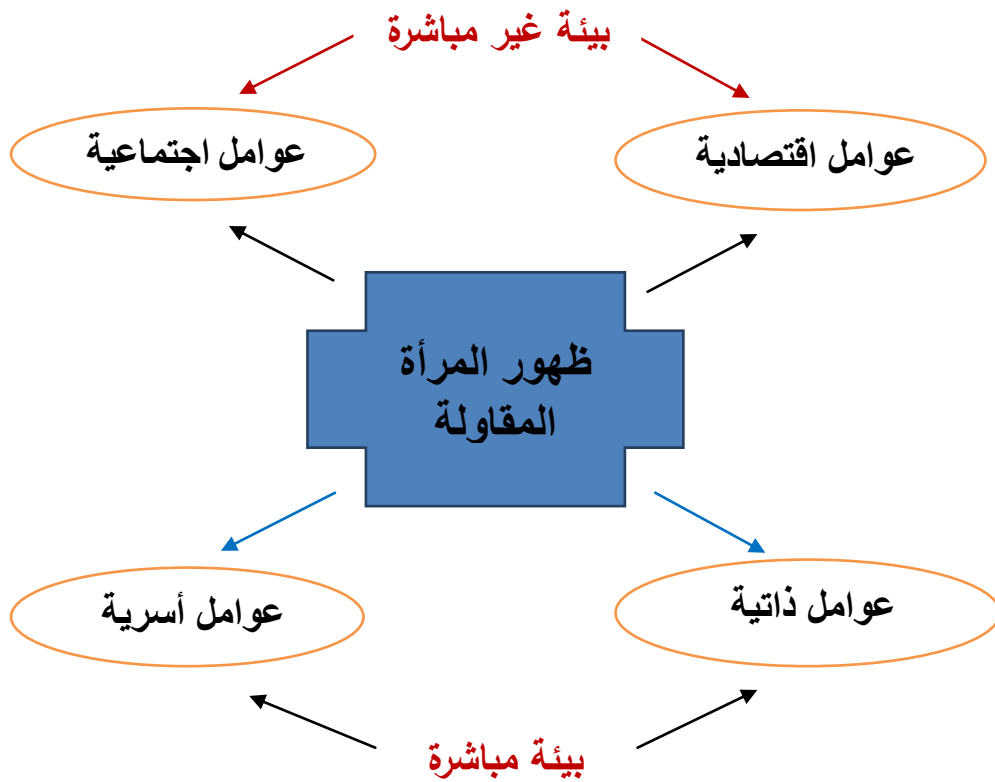 بيئة غير مباشرة
عوامل اقتصادية
عوامل اجتماعية
ظهور المرأة
المقاولة
عوامل ذاتية
عوامل أسرية
بيئة مباشرة